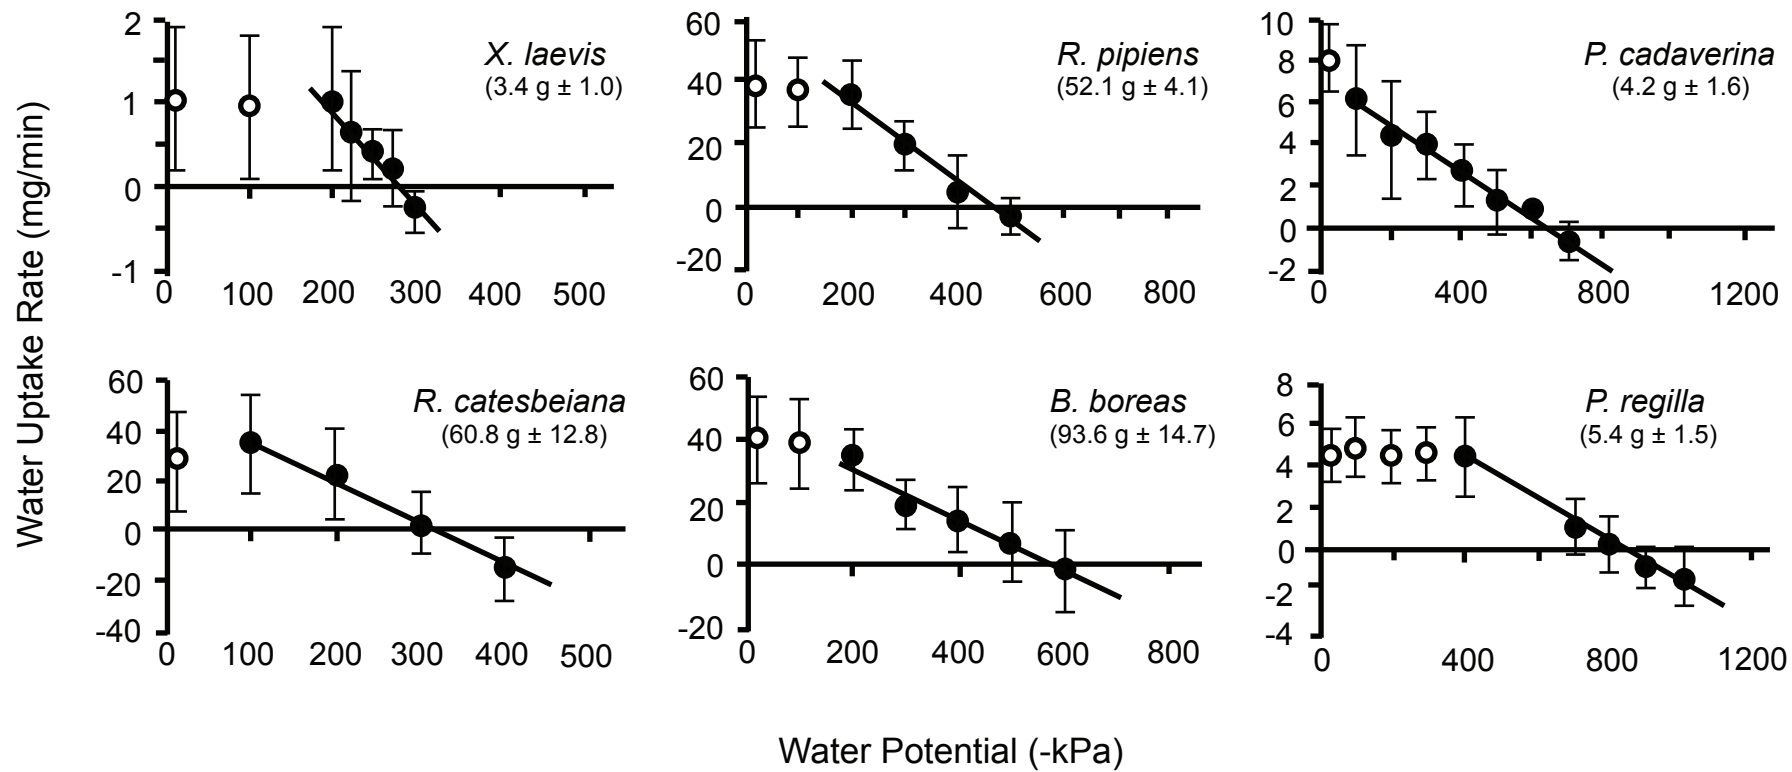 Water Uptake Rate (mg/min)
X. laevis
(3.4 g ± 1.0)
2
1
0
-1
0 100 200 300 400 500
R. pipiens
(52.1 g ± 4.1)
60
40
20
0
-20
0 200 400 600 800
P. cadaverina
(4.2 g ± 1.6)
10
8
6
4
2
0
-2
0 400 800 1200
R. catesbeiana
(60.8 g ± 12.8)
60
40
20
0
-20
-40
0 100 200 300 400 500
B. boreas
(93.6 g ± 14.7)
60
40
20
0
-20
0 200 400 600 800
P. regilla
(5.4 g ± 1.5)
8
6
4
2
0
-2
-4
0 400 800 1200
Water Potential (-kPa)